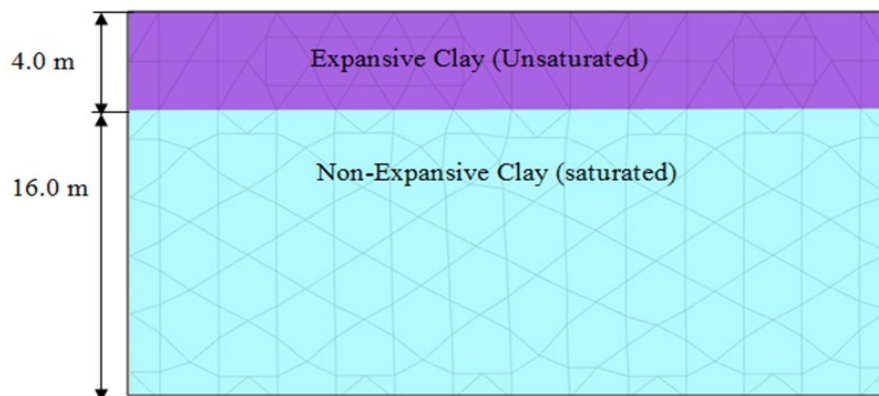 4.0 m
Expansive Clay (Unsaturated)
Non-Expansive Clay (saturated)
16.0 m